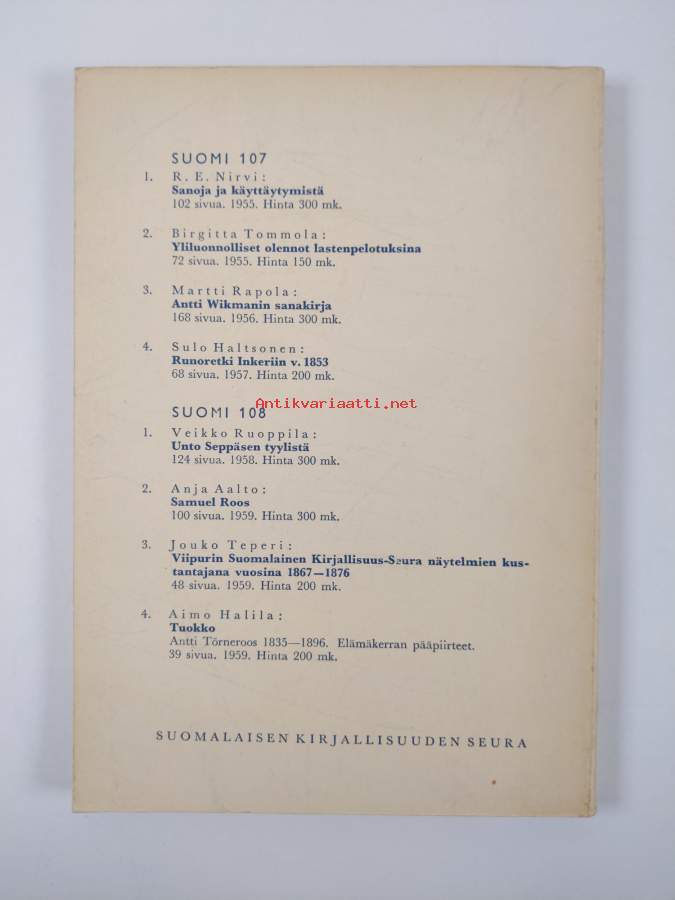 SUOMI 107
1. R. E. Nirvi:
Sanoja ja käyttäytymistä
102 sivua. 1955. Hinta 300 mk.
2. Birgitta Tommola:
Yliluonnolliset olennot lastenpelotuksina
72 sivua. 1955. Hinta 150 mk.
3. Martti Rapola:
Antti Wikmanin sanakirja
168 sivua. 1956. Hinta 300 mk.
4. Sulo Haltsonen:
Runoretki Inkeriin v. 1853
68 sivua. 1957. Hinta 200 mk.
Antikvariaatti.net
SUOMI 108
1. Veikko Ruoppila:
Unto Seppäsen tyylistä
124 sivua. 1958. Hinta 300 mk.
2. Anja Aalto:
Samuel Roos
100 sivua. 1959. Hinta 300 mk.
3. Jouko Teperi:
Viipurin Suomalainen Kirjallisuus-Seura näytelmien kus-
tantajana vuosina 1867—1876
48 sivua. 1959. Hinta 200 mk.
4. Aimo Halila:
Tuokko
Antti Törneroos 1835—1896. Elämäkerran pääpiirteet.
39 sivua. 1959. Hinta 200 mk.
SUOMALAISEN KIRJALLISUUDEN SEURA